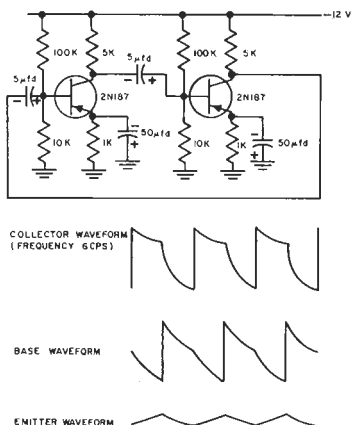 −12 V
100K
5K
5μfd
100K
5K
5μfd
2N187
2N187
10K
1K
50μfd
10K
1K
50μfd
COLLECTOR WAVEFORM
(FREQUENCY 6CPS)
BASE WAVEFORM
EMITTER WAVEFORM